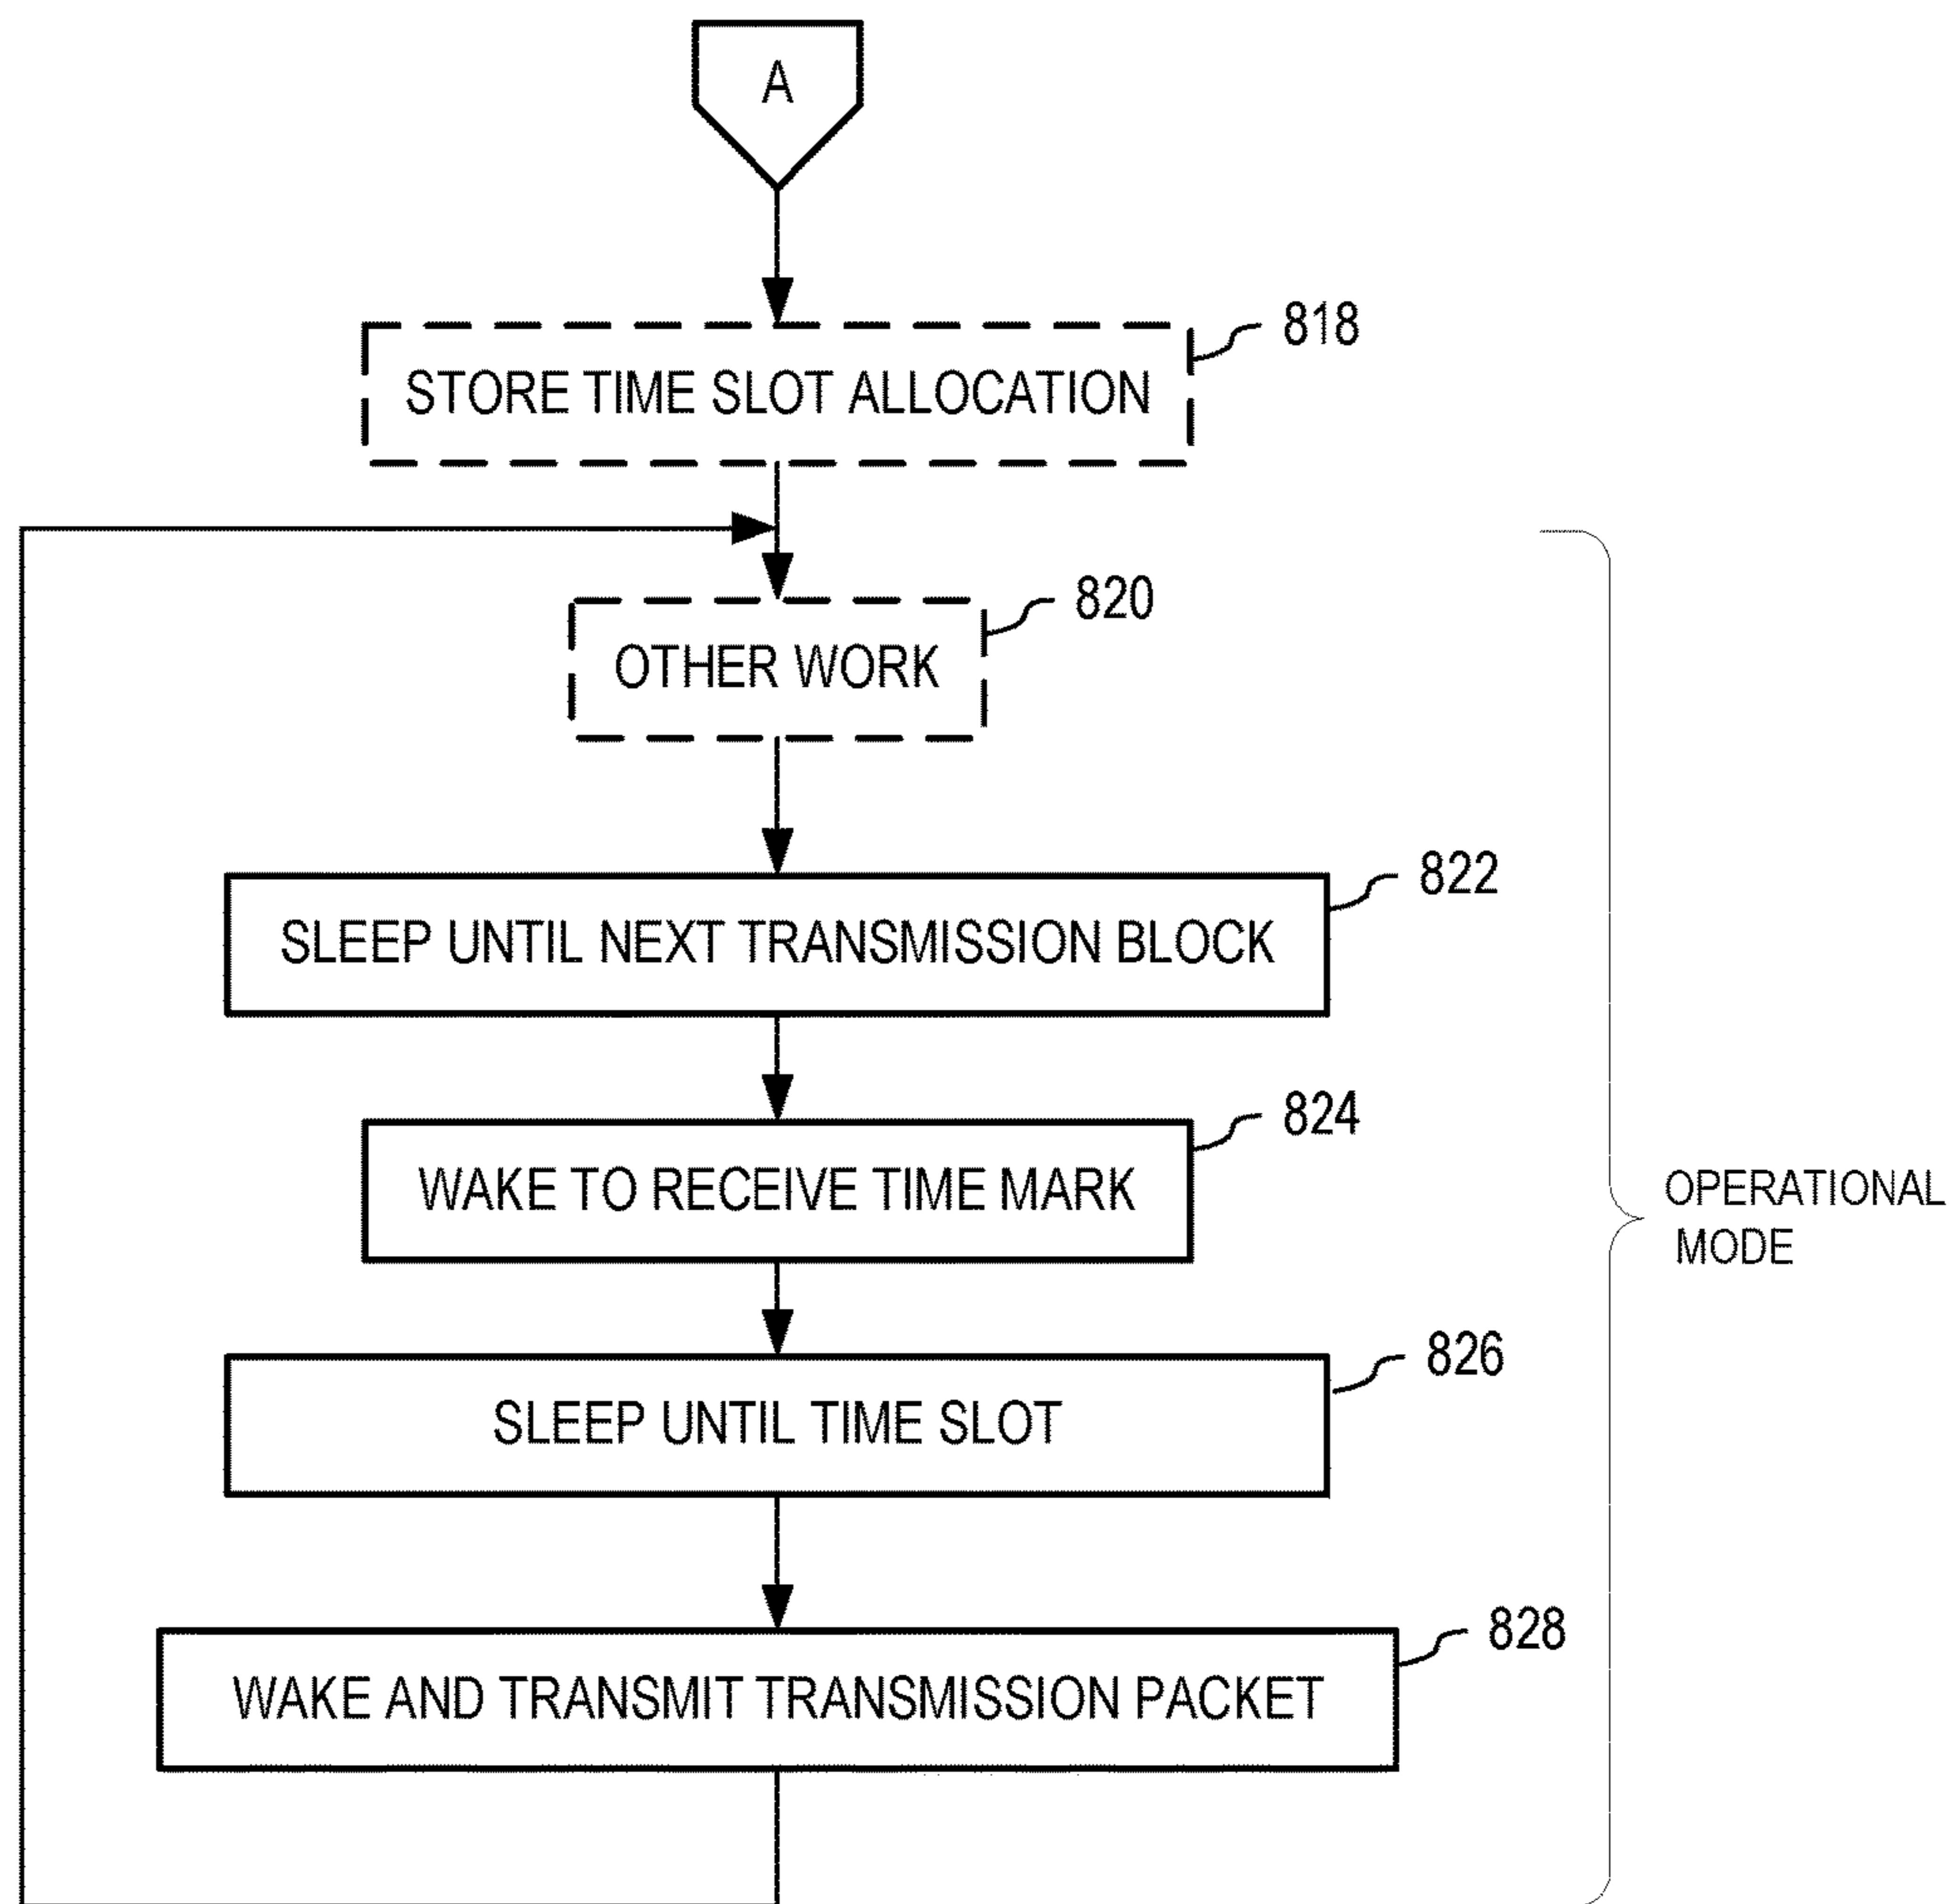 A
818
STORE TIME SLOT ALLOCATION
820
OTHER WORK
822
SLEEP UNTIL NEXT TRANSMISSION BLOCK
824
WAKE TO RECEIVE TIME MARK
OPERATIONAL
MODE
826
SLEEP UNTIL TIME SLOT
828
WAKE AND TRANSMIT TRANSMISSION PACKET